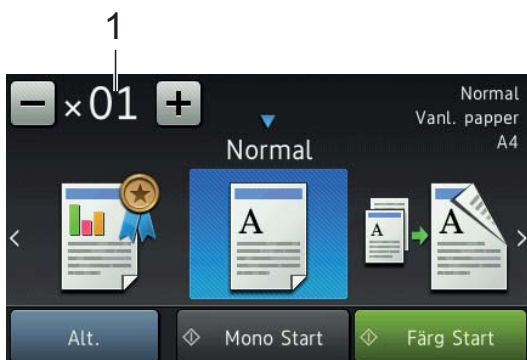 1
×01
Normal
Vanl. papper
A4
Normal
A
A
A
Alt.
Mono Start
Färg Start